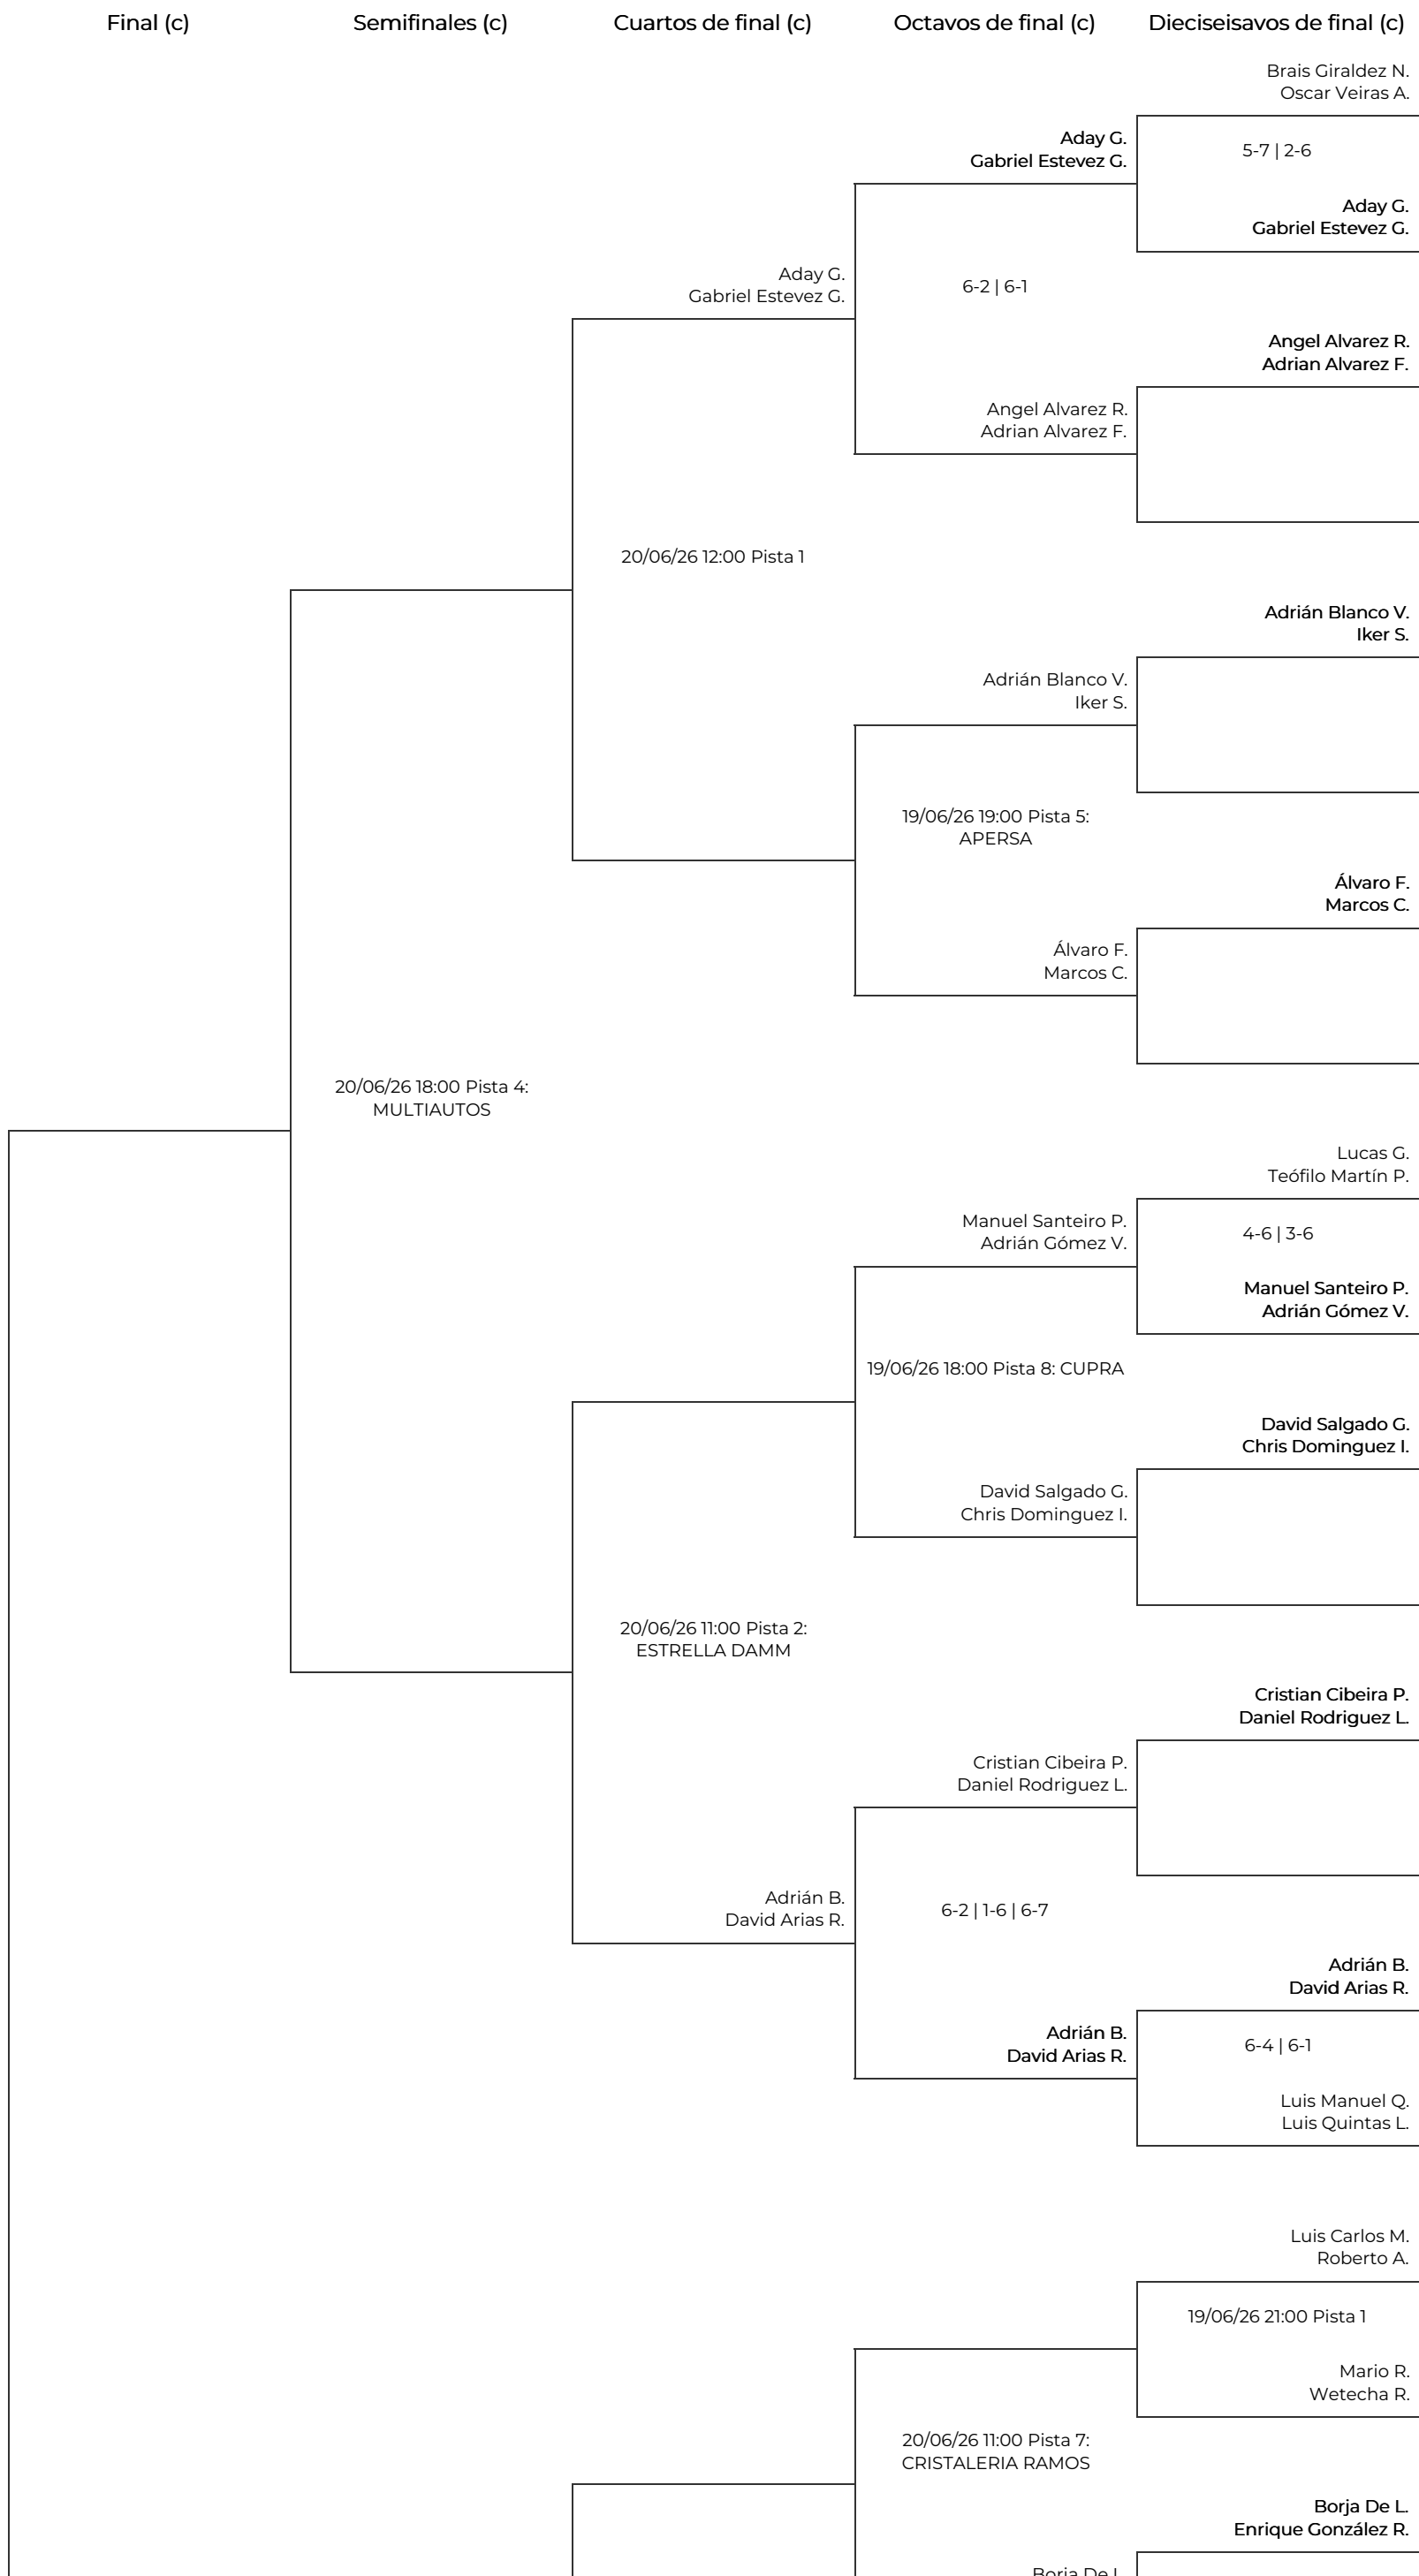 Final (c)
Semifinales (c)
Cuartos de final (c)
Octavos de final (c)
Dieciseisavos de final (c)
Brais Giraldez N.
Oscar Veiras A.
Aday G.
Gabriel Estevez G.
5-7 | 2-6
Aday G.
Gabriel Estevez G.
Aday G.
Gabriel Estevez G.
6-2 | 6-1
Angel Alvarez R.
Adrian Alvarez F.
Angel Alvarez R.
Adrian Alvarez F.
20/06/26 12:00 Pista 1
Adrián Blanco V.
Iker S.
Adrián Blanco V.
Iker S.
19/06/26 19:00 Pista 5:
APERSA
Álvaro F.
Marcos C.
Álvaro F.
Marcos C.
20/06/26 18:00 Pista 4:
MULTIAUTOS
Lucas G.
Teófilo Martín P.
Manuel Santeiro P.
Adrián Gómez V.
4-6 | 3-6
Manuel Santeiro P.
Adrián Gómez V.
19/06/26 18:00 Pista 8: CUPRA
David Salgado G.
Chris Dominguez I.
David Salgado G.
Chris Dominguez I.
20/06/26 11:00 Pista 2:
ESTRELLA DAMM
Cristian Cibeira P.
Daniel Rodriguez L.
Cristian Cibeira P.
Daniel Rodriguez L.
Adrián B.
David Arias R.
6-2 | 1-6 | 6-7
Adrián B.
David Arias R.
Adrián B.
David Arias R.
6-4 | 6-1
Luis Manuel Q.
Luis Quintas L.
Luis Carlos M.
Roberto A.
19/06/26 21:00 Pista 1
Mario R.
Wetecha R.
20/06/26 11:00 Pista 7:
CRISTALERIA RAMOS
Borja De L.
Enrique González R.
Borja De L.